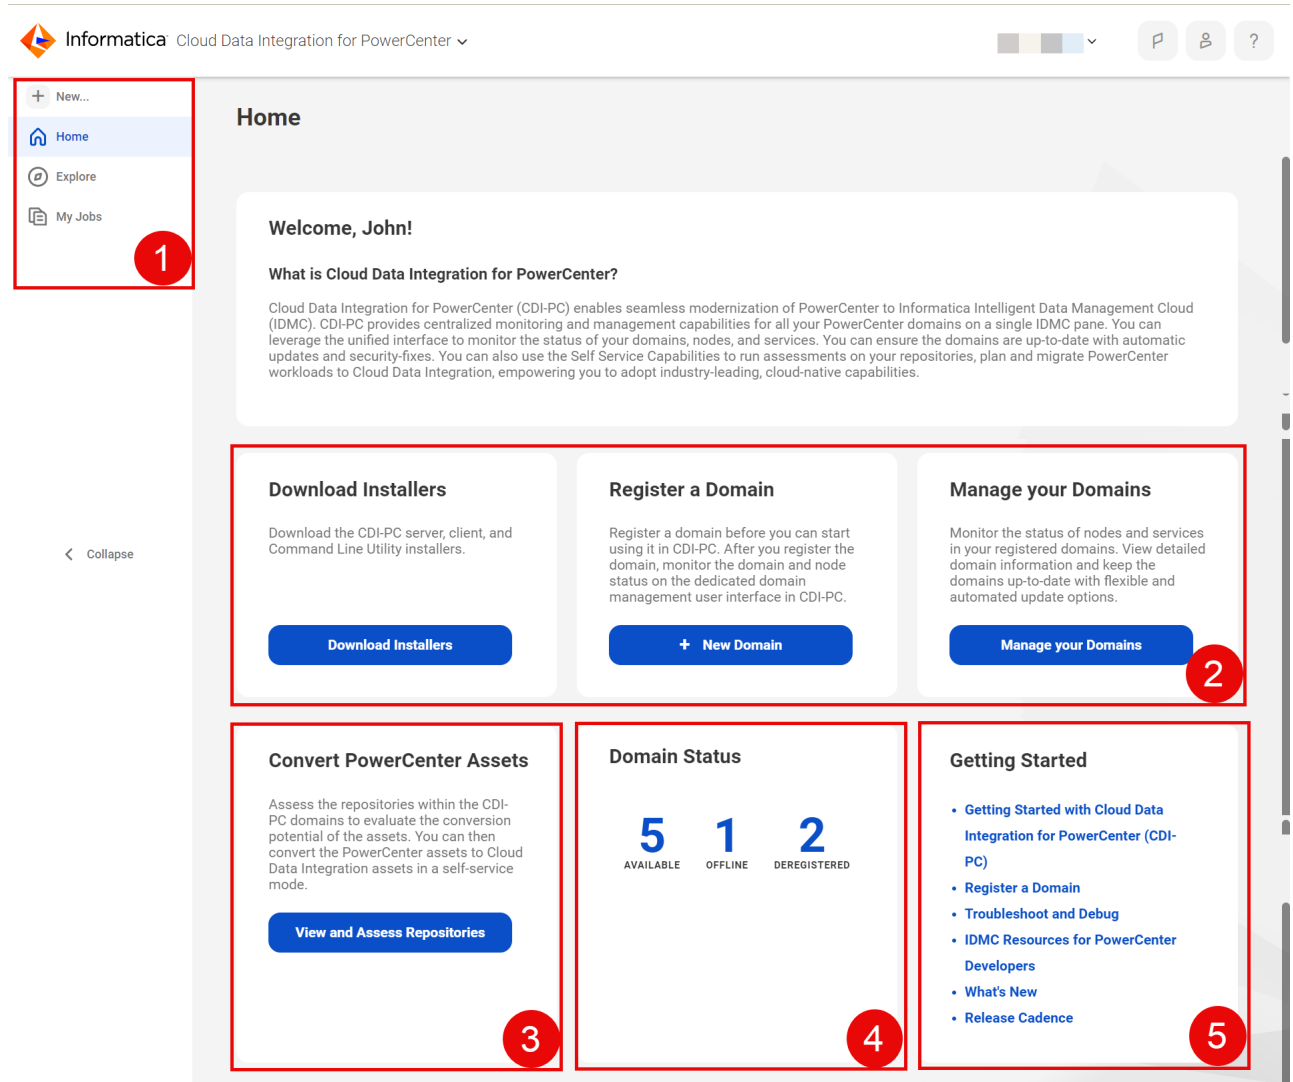 Informatica Cloud Data Integration for PowerCenter
?
New...
Home
Explore
My Jobs
1
Collapse
Home
Welcome, John!
What is Cloud Data Integration for PowerCenter?
Cloud Data Integration for PowerCenter (CDI-PC) enables seamless modernization of PowerCenter to Informatica Intelligent Data Management Cloud
(IDMC). CDI-PC provides centralized monitoring and management capabilities for all your PowerCenter domains on a single IDMC pane. You can
leverage the unified interface to monitor the status of your domains, nodes, and services. You can ensure the domains are up-to-date with automatic
updates and security-fixes. You can also use the Self Service Capabilities to run assessments on your repositories, plan and migrate PowerCenter
workloads to Cloud Data Integration, empowering you to adopt industry-leading, cloud-native capabilities.
Download Installers
Download the CDI-PC server, client, and
Command Line Utility installers.
Download Installers
Register a Domain
Register a domain before you can start
using it in CDI-PC. After you register the
domain, monitor the domain and node
status on the dedicated domain
management user interface in CDI-PC.
+ New Domain
Manage your Domains
Monitor the status of nodes and services
in your registered domains. View detailed
domain information and keep the
domains up-to-date with flexible and
automated update options.
Manage your Domains
2
Convert PowerCenter Assets
Assess the repositories within the CDI-
PC domains to evaluate the conversion
potential of the assets. You can then
convert the PowerCenter assets to Cloud
Data Integration assets in a self-service
mode.
View and Assess Repositories
3
Domain Status
5 1 2
AVAILABLE OFFLINE DEREGISTERED
4
Getting Started
• Getting Started with Cloud Data
Integration for PowerCenter (CDI-
PC)
• Register a Domain
• Troubleshoot and Debug
• IDMC Resources for PowerCenter
Developers
• What's New
• Release Cadence
5